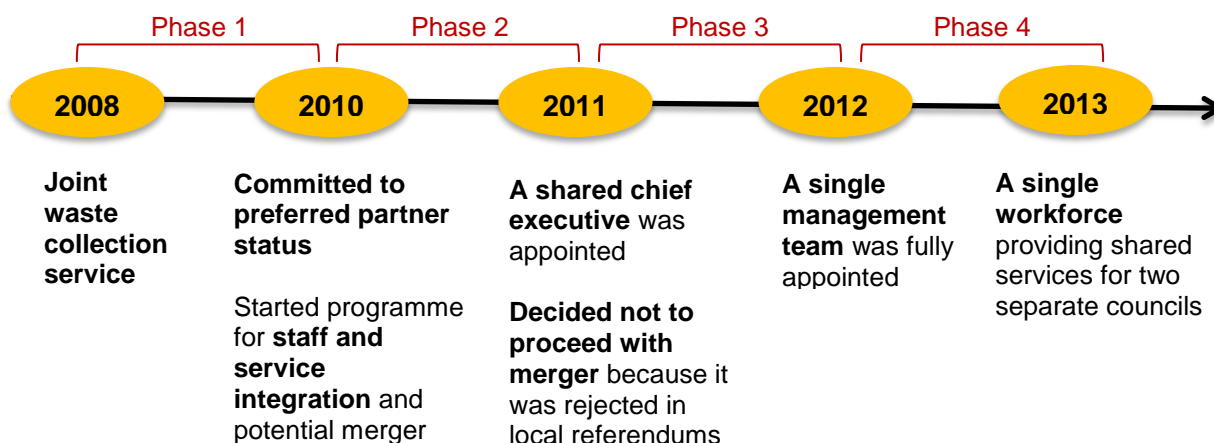 Phase 1
Phase 2
Phase 3
Phase 4
2008
2010
2011
2012
2013
Joint
waste
collection
service
Committed to
preferred partner
status
Started programme
for staff and
service
integration and
potential merger
A shared chief
executive was
appointed
Decided not to
proceed with
merger because it
was rejected in
local referendums
A single
management
team was fully
appointed
A single
workforce
providing shared
services for two
separate councils